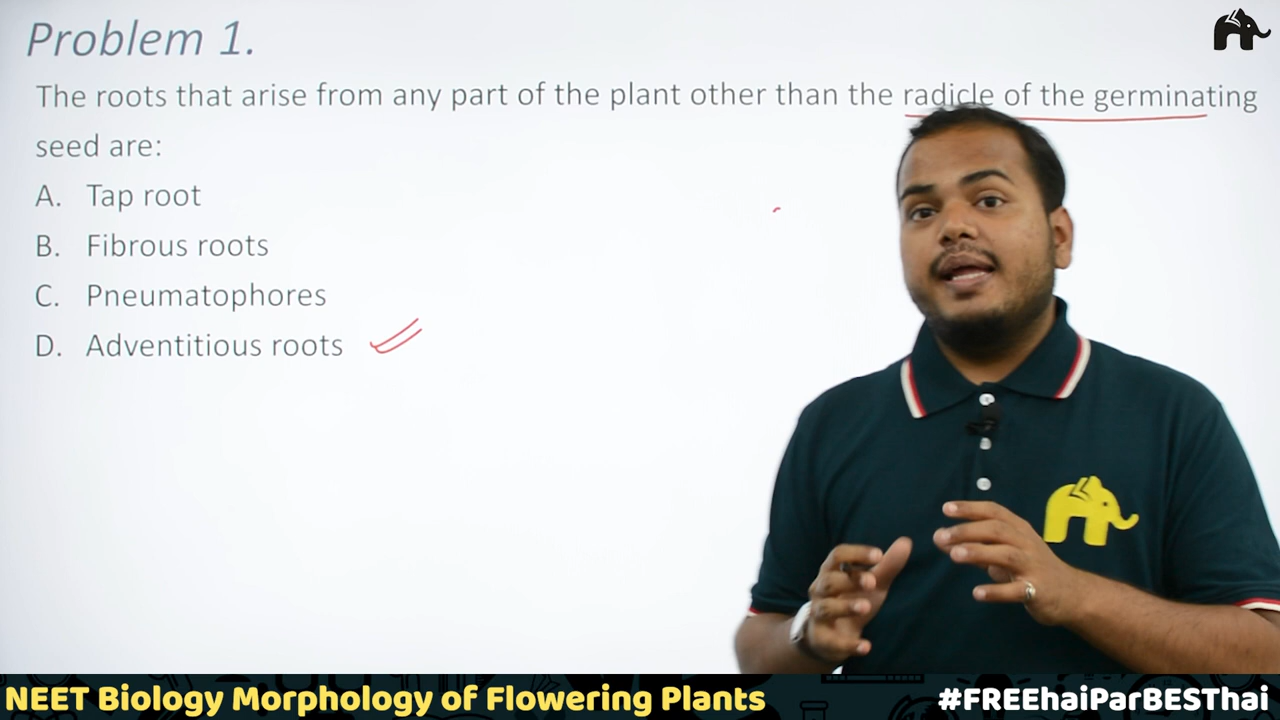 Problem 1.
The roots that arise from any part of the plant other than the radicle of the germinating
seed are:
A. Tap root
B. Fibrous roots
C. Pneumatophores
D. Adventitious roots
NEET Biology Morphology of Flowering Plants
#FREEhaiParBESThai